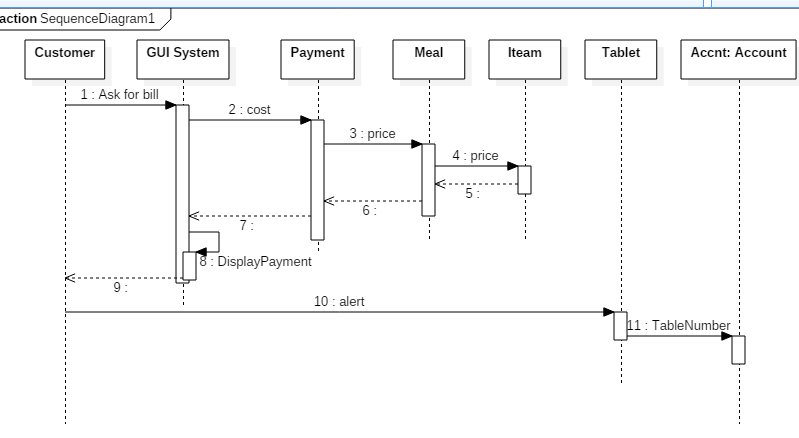 action SequenceDiagram1
Customer
GUI System
Payment
Meal
Iteam
Tablet
Accnt: Account
1 : Ask for bill
2 : cost
3 : price
4 : price
5 :
6 :
7 :
8 : DisplayPayment
9 :
10 : alert
11 : TableNumber